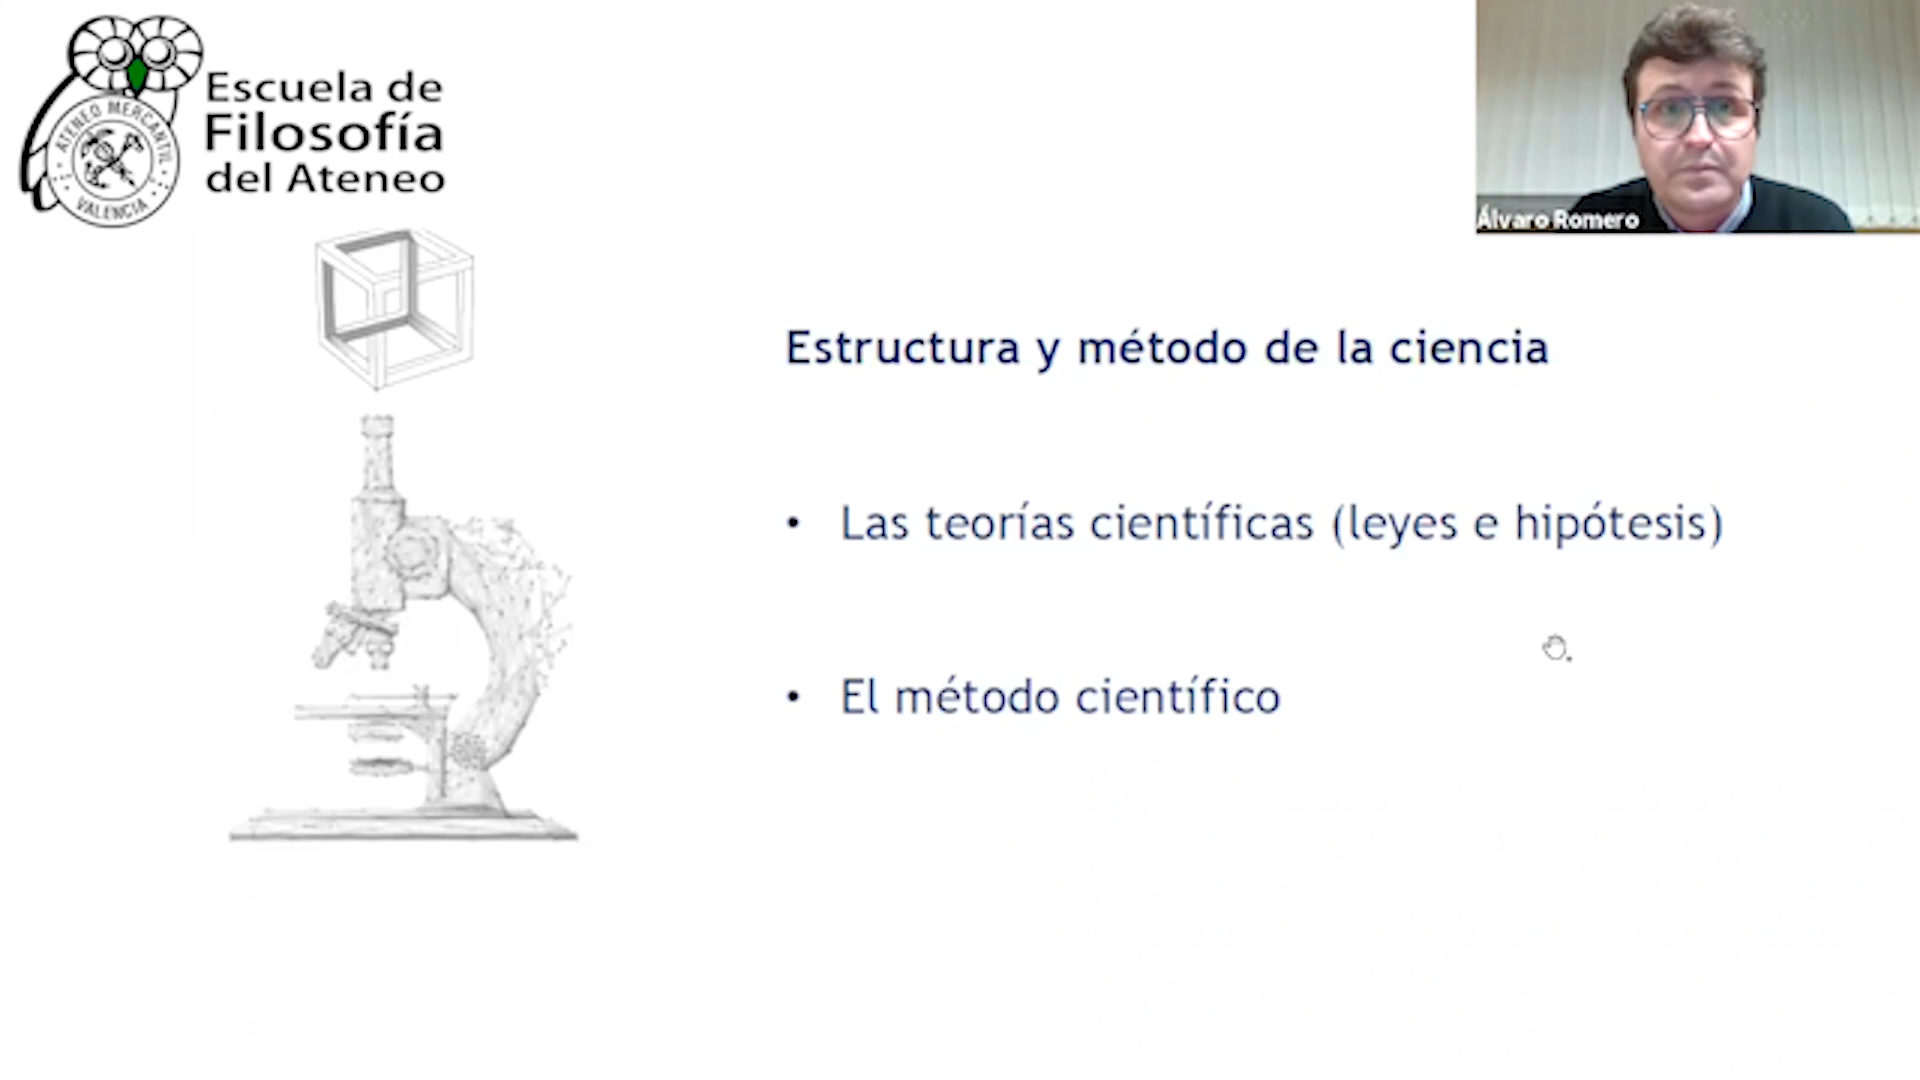 Escuela de
Filosofía
del Ateneo
ATENEO MERCANTIL
VALENCIA
Álvaro Romero
Estructura y método de la ciencia
• Las teorías científicas (leyes e hipótesis)
• El método científico